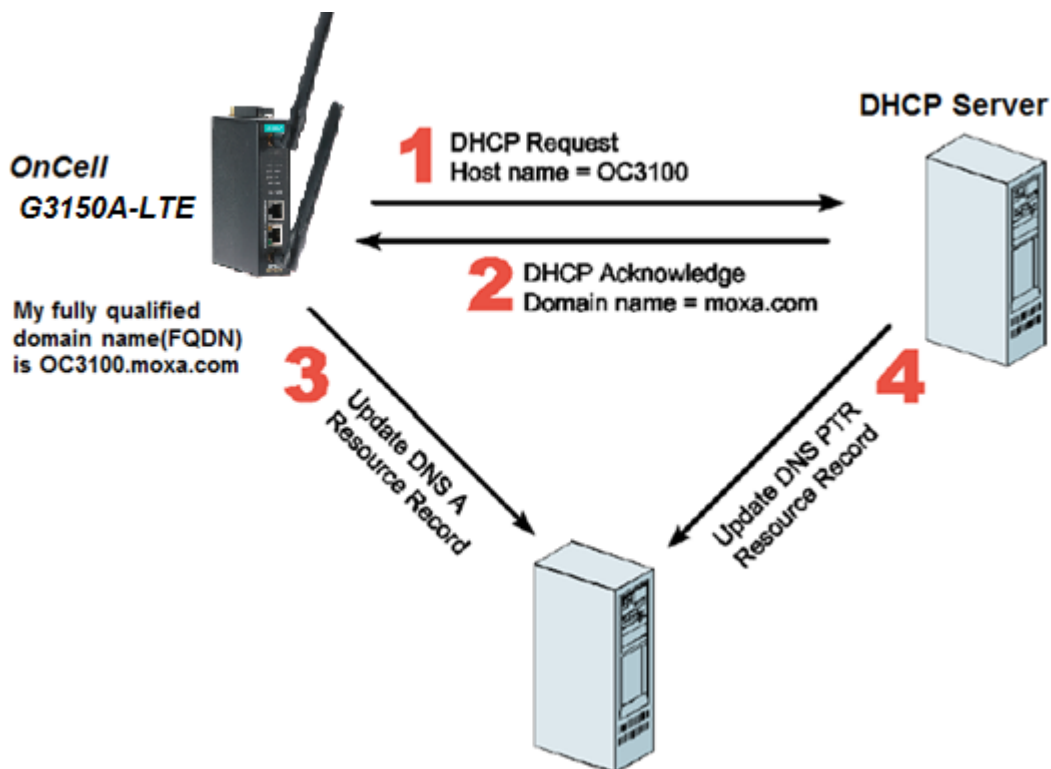 DHCP Server
OnCell
G3150A-LTE
1
DHCP Request
Host name = OC3100
2
DHCP Acknowledge
Domain name = moxa.com
My fully qualified
domain name(FQDN)
is OC3100.moxa.com
3
Update DNS A
Resource Record
4
Update DNS PTR
Resource Record